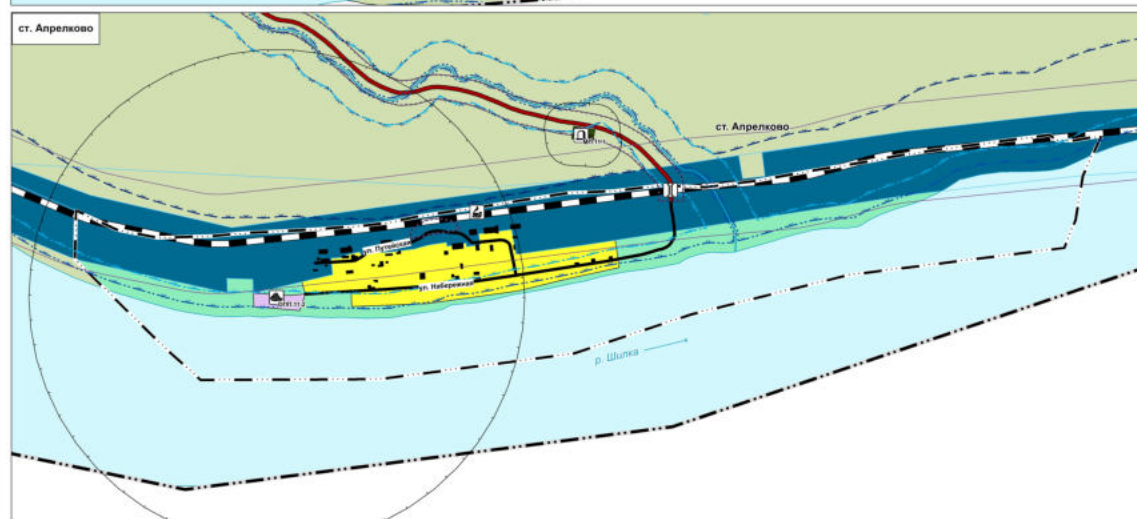 ст. Апрелково
ст. Апрелково
ул. Путейская
ул. Набережная
р. Шилка